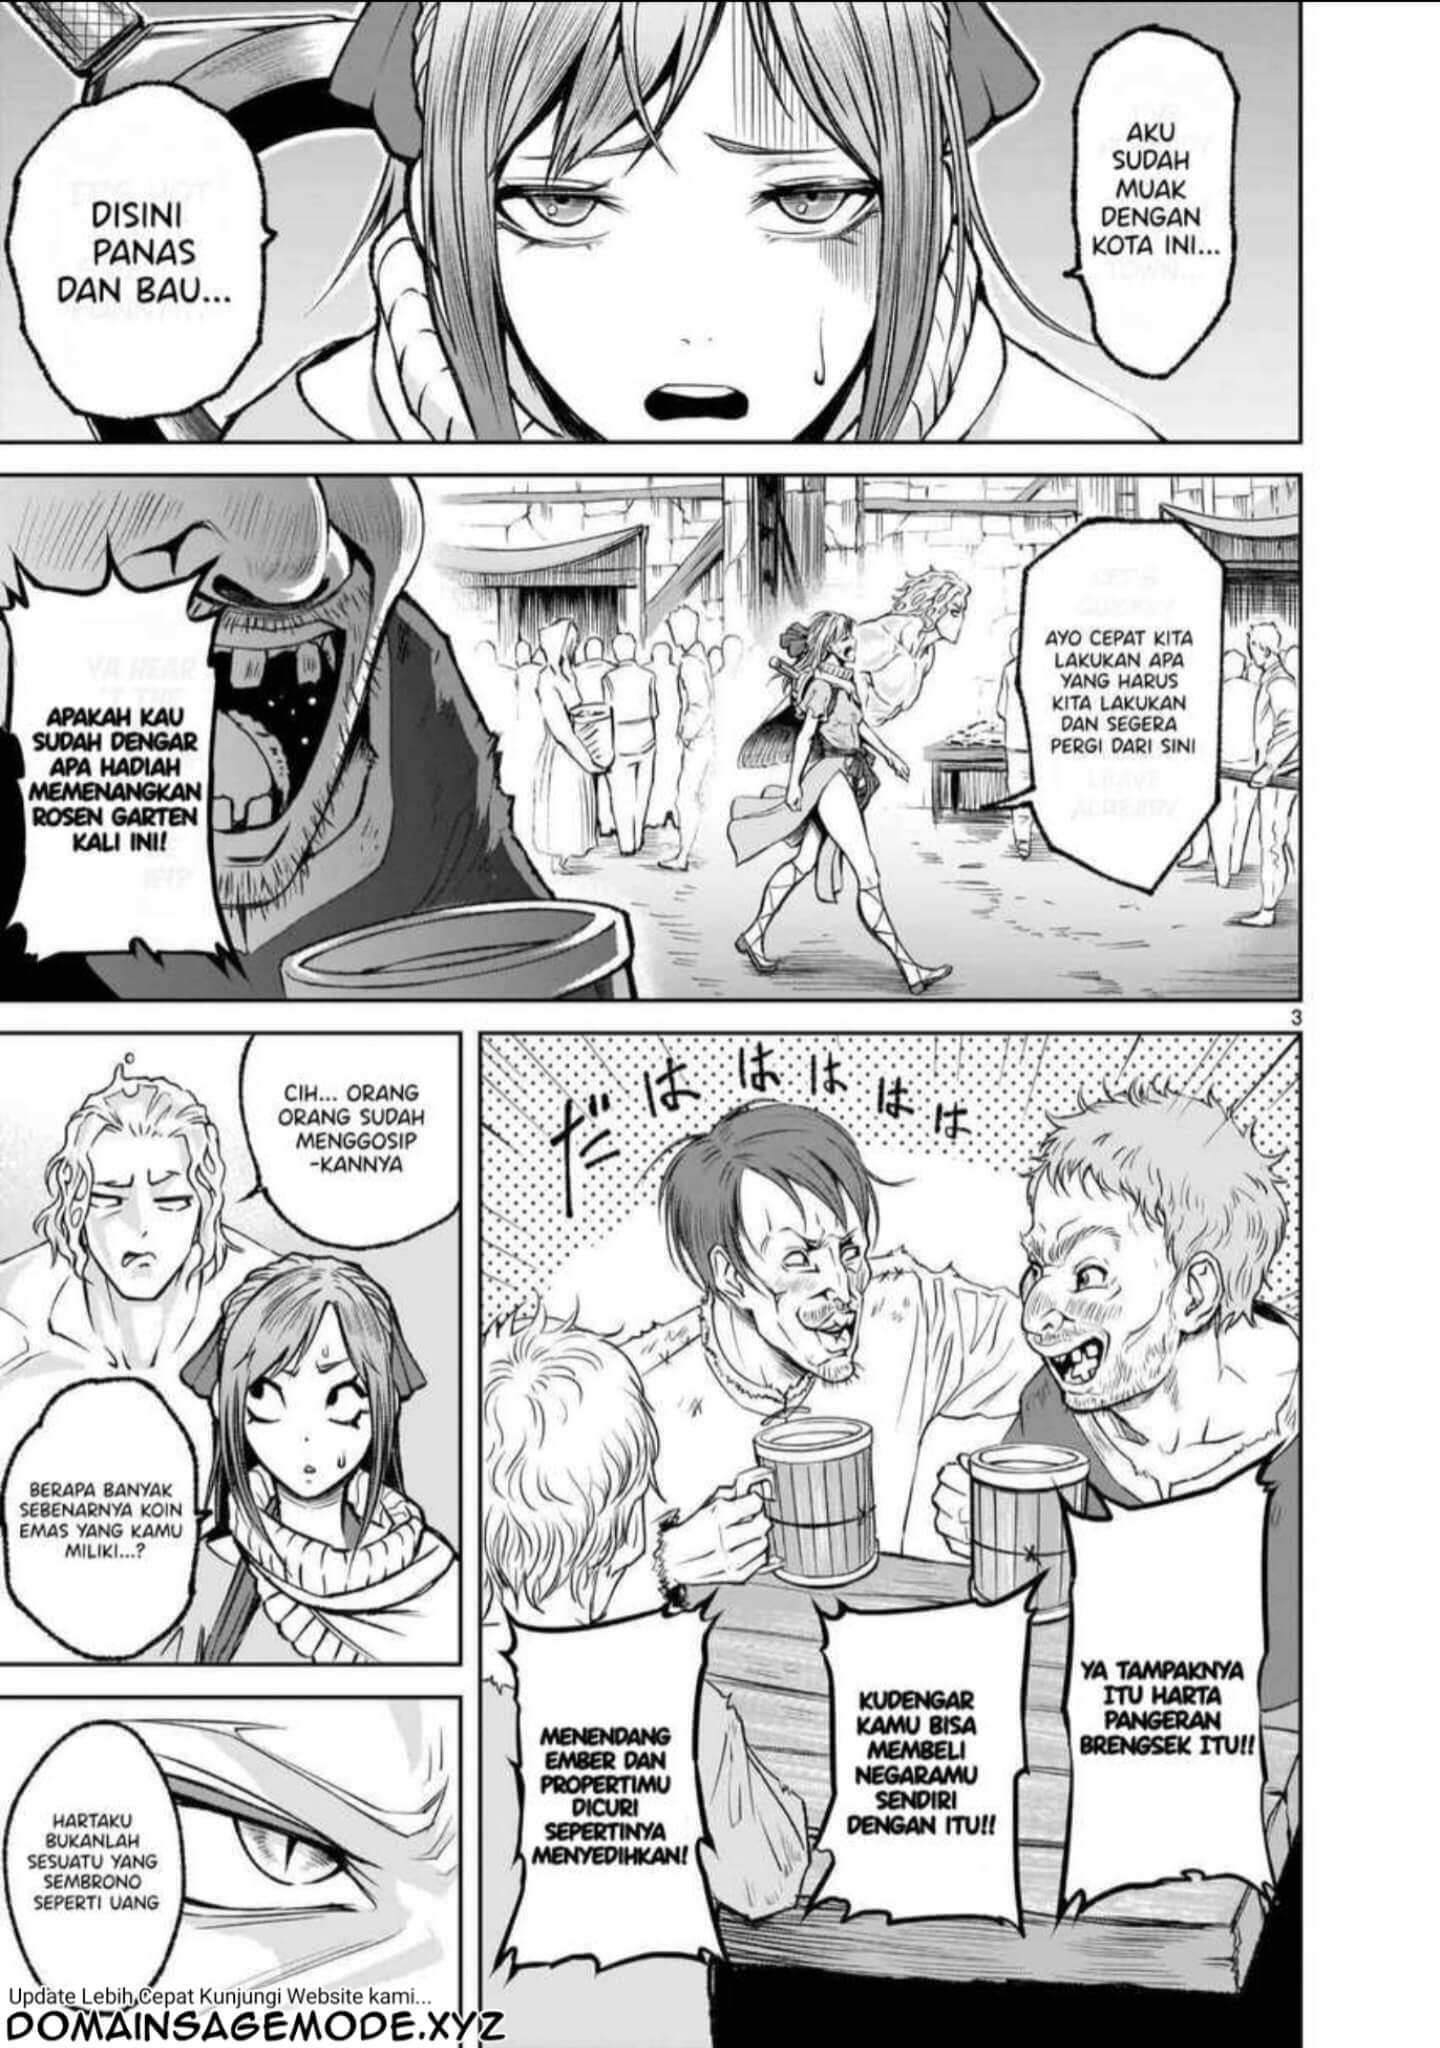 AKU
SUDAH
MUAK
DENGAN
KOTA INI...
DISINI
PANAS
DAN BAU...
AYO CEPAT KITA
LAKUKAN APA
YANG HARUS
KITA LAKUKAN
DAN SEGERA
PERGI DARI SINI
APAKAH KAU
SUDAH DENGAR
APA HADIAH
MEMENANGKAN
ROSEN GARTEN
KALI INI!
3
だははははは
YA TAMPAKNYA
ITU HARTA
PANGERAN
BRENGSEK ITU!!
KUDENGAR
KAMU BISA
MEMBELI
NEGARAMU
SENDIRI
DENGAN ITU!!
MENENDANG
EMBER DAN
PROPERTIMU
DICURI
SEPERTINYA
MENYEDIHKAN!
CIH... ORANG
ORANG SUDAH
MENGGOSIP
-KANNYA
BERAPA BANYAK
SEBENARNYA KOIN
EMAS YANG KAMU
MILIKI...?
HARTAKU
BUKANLAH
SESUATU YANG
SEMBRONO
SEPERTI UANG
Update Lebih Cepat Kunjungi Website kami...
DOMAINSAGEMODE.XYZ